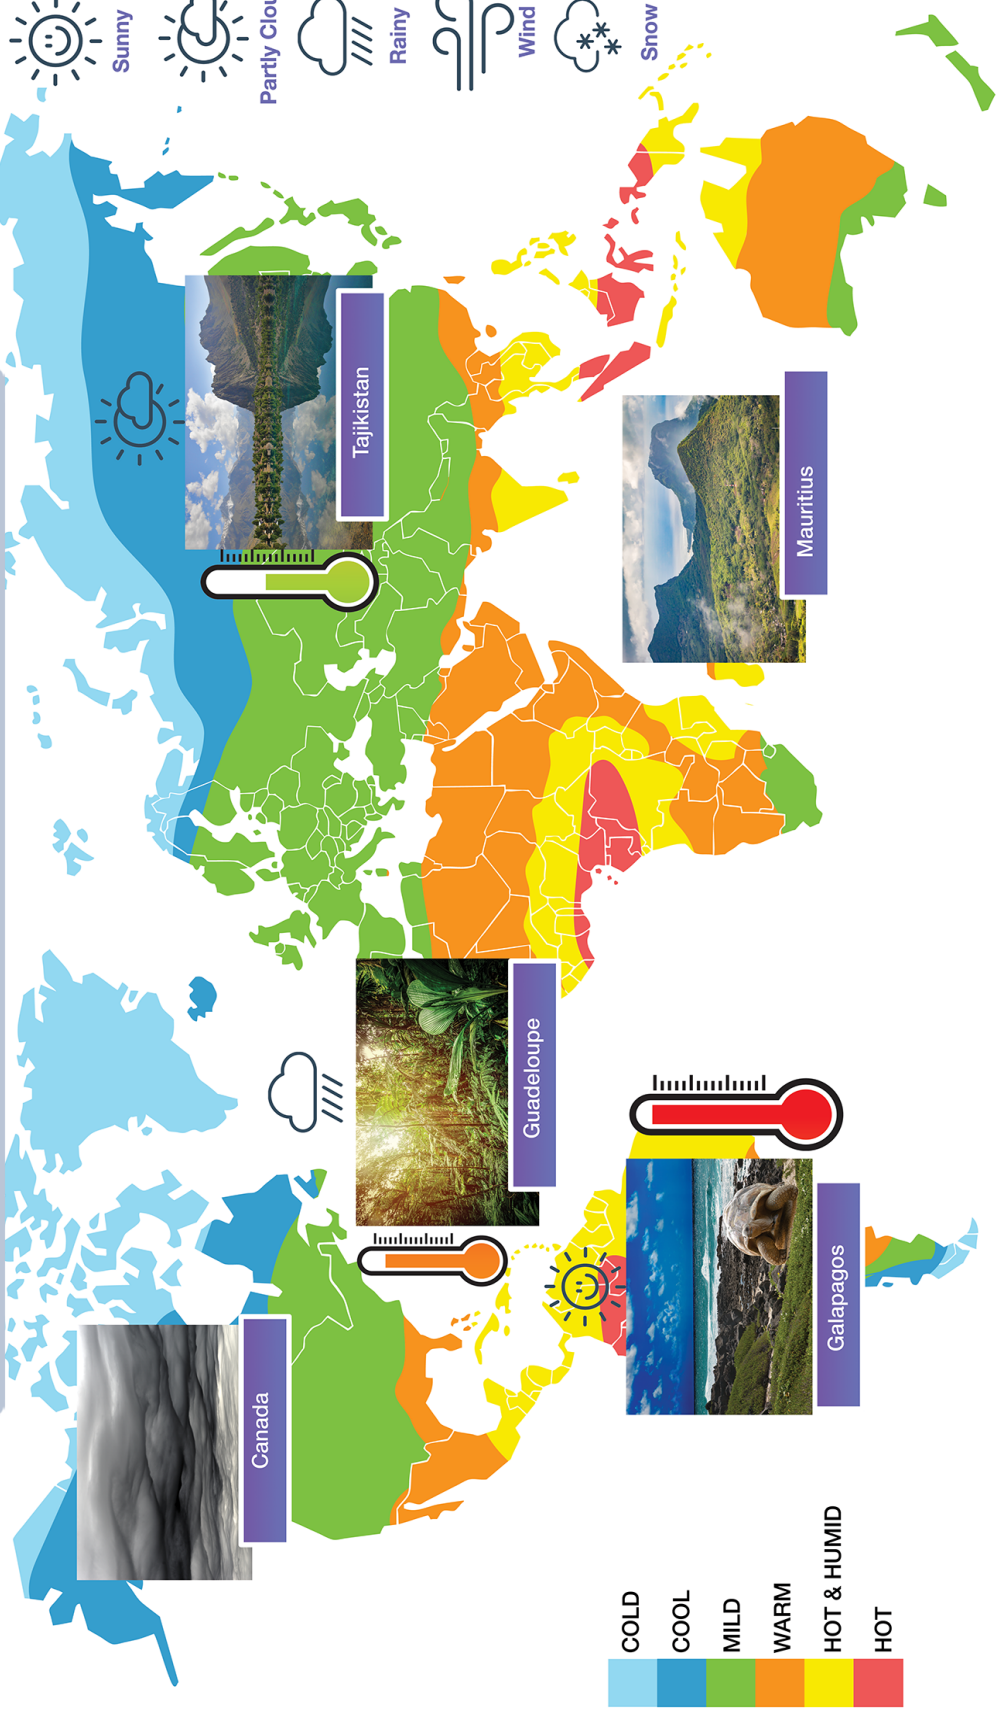 Sunny
Partly Clou
Rainy
Wind
Snow
Tajikistan
Mauritius
Guadeloupe
Canada
Galapagos
COLD
COOL
MILD
WARM
HOT & HUMID
HOT